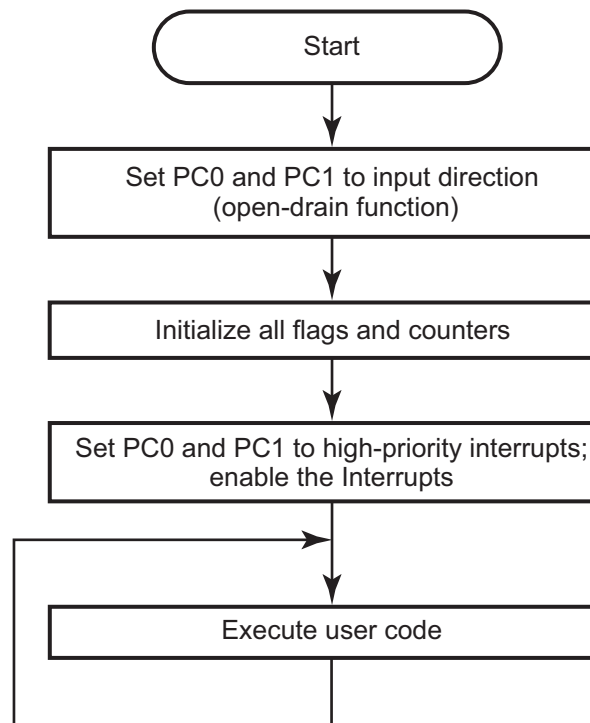 Start
Set PC0 and PC1 to input direction
(open-drain function)
Initialize all flags and counters
Set PC0 and PC1 to high-priority interrupts;
enable the Interrupts
Execute user code